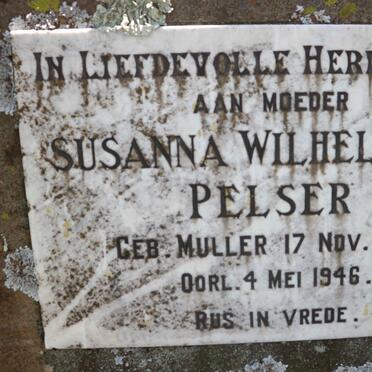 IN LIEFDEVOLLE HER
AAN MOEDER
SUSANNA WILHEL
PELSER
GEB. MULLER 17 NOV.
OORL. 4 MEI 1946.
RUS IN VREDE.